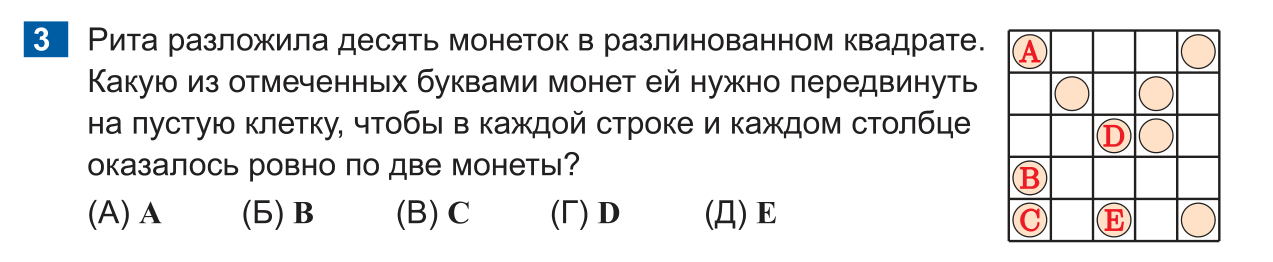 3 Рита разложила десять монеток в разлинованном квадрате.
Какую из отмеченных буквами монет ей нужно передвинуть
на пустую клетку, чтобы в каждой строке и каждом столбце
оказалось ровно по две монеты?
(А) A (Б) B (В) C (Г) D (Д) E
A
D
B
C E